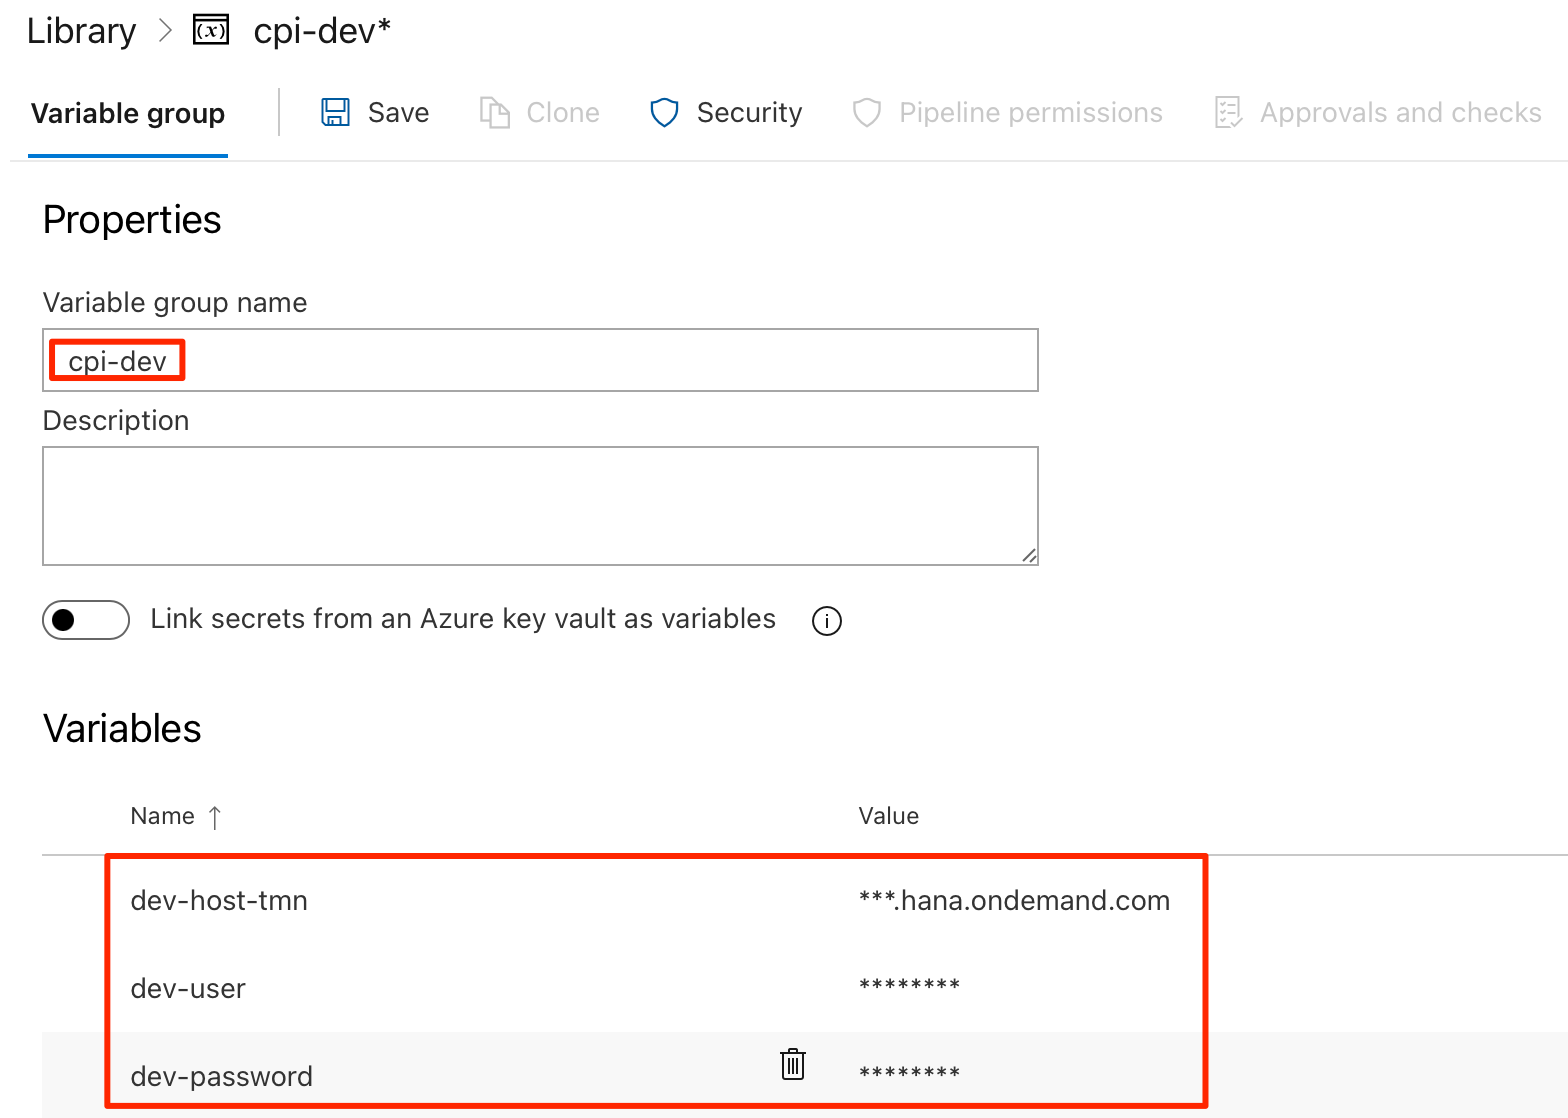 Library > (x) cpi-dev*
Variable group Save Clone Security Pipeline permissions Approvals and checks
Properties
Variable group name
cpi-dev
Description
Link secrets from an Azure key vault as variables i
Variables
Name ↑ Value
dev-host-tmn ***.hana.ondemand.com
dev-user ********
dev-password ********